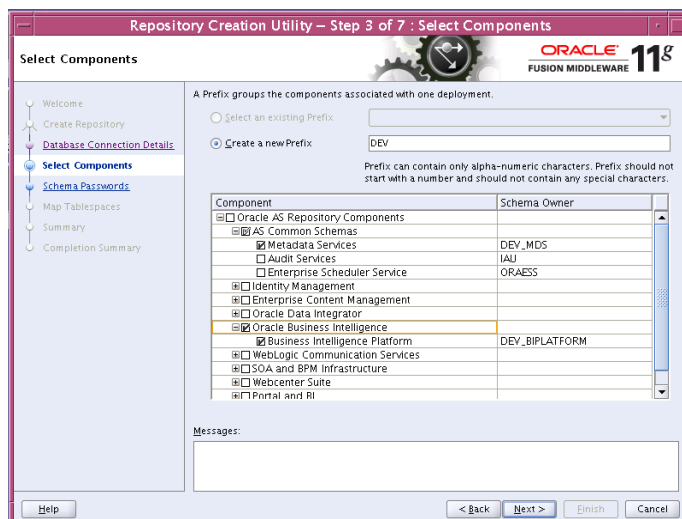 Repository Creation Utility – Step 3 of 7 : Select Components
Select Components
ORACLE
FUSION MIDDLEWARE
11g
Welcome
Create Repository
Database Connection Details
Select Components
Schema Passwords
Map Tablespaces
Summary
Completion Summary
A Prefix groups the components associated with one deployment.
Select an existing Prefix
Create a new Prefix
DEV
Prefix can contain only alpha-numeric characters. Prefix should not
start with a number and should not contain any special characters.
Component Schema Owner
Oracle AS Repository Components
AS Common Schemas
Metadata Services DEV_MDS
Audit Services IAU
Enterprise Scheduler Service ORAESS
Identity Management
Enterprise Content Management
Oracle Data Integrator
Oracle Business Intelligence
Business Intelligence Platform DEV_BIPLATFORM
WebLogic Communication Services
SOA and BPM Infrastructure
Webcenter Suite
Portal and BI
Messages:
Help
< Back
Next >
Finish
Cancel